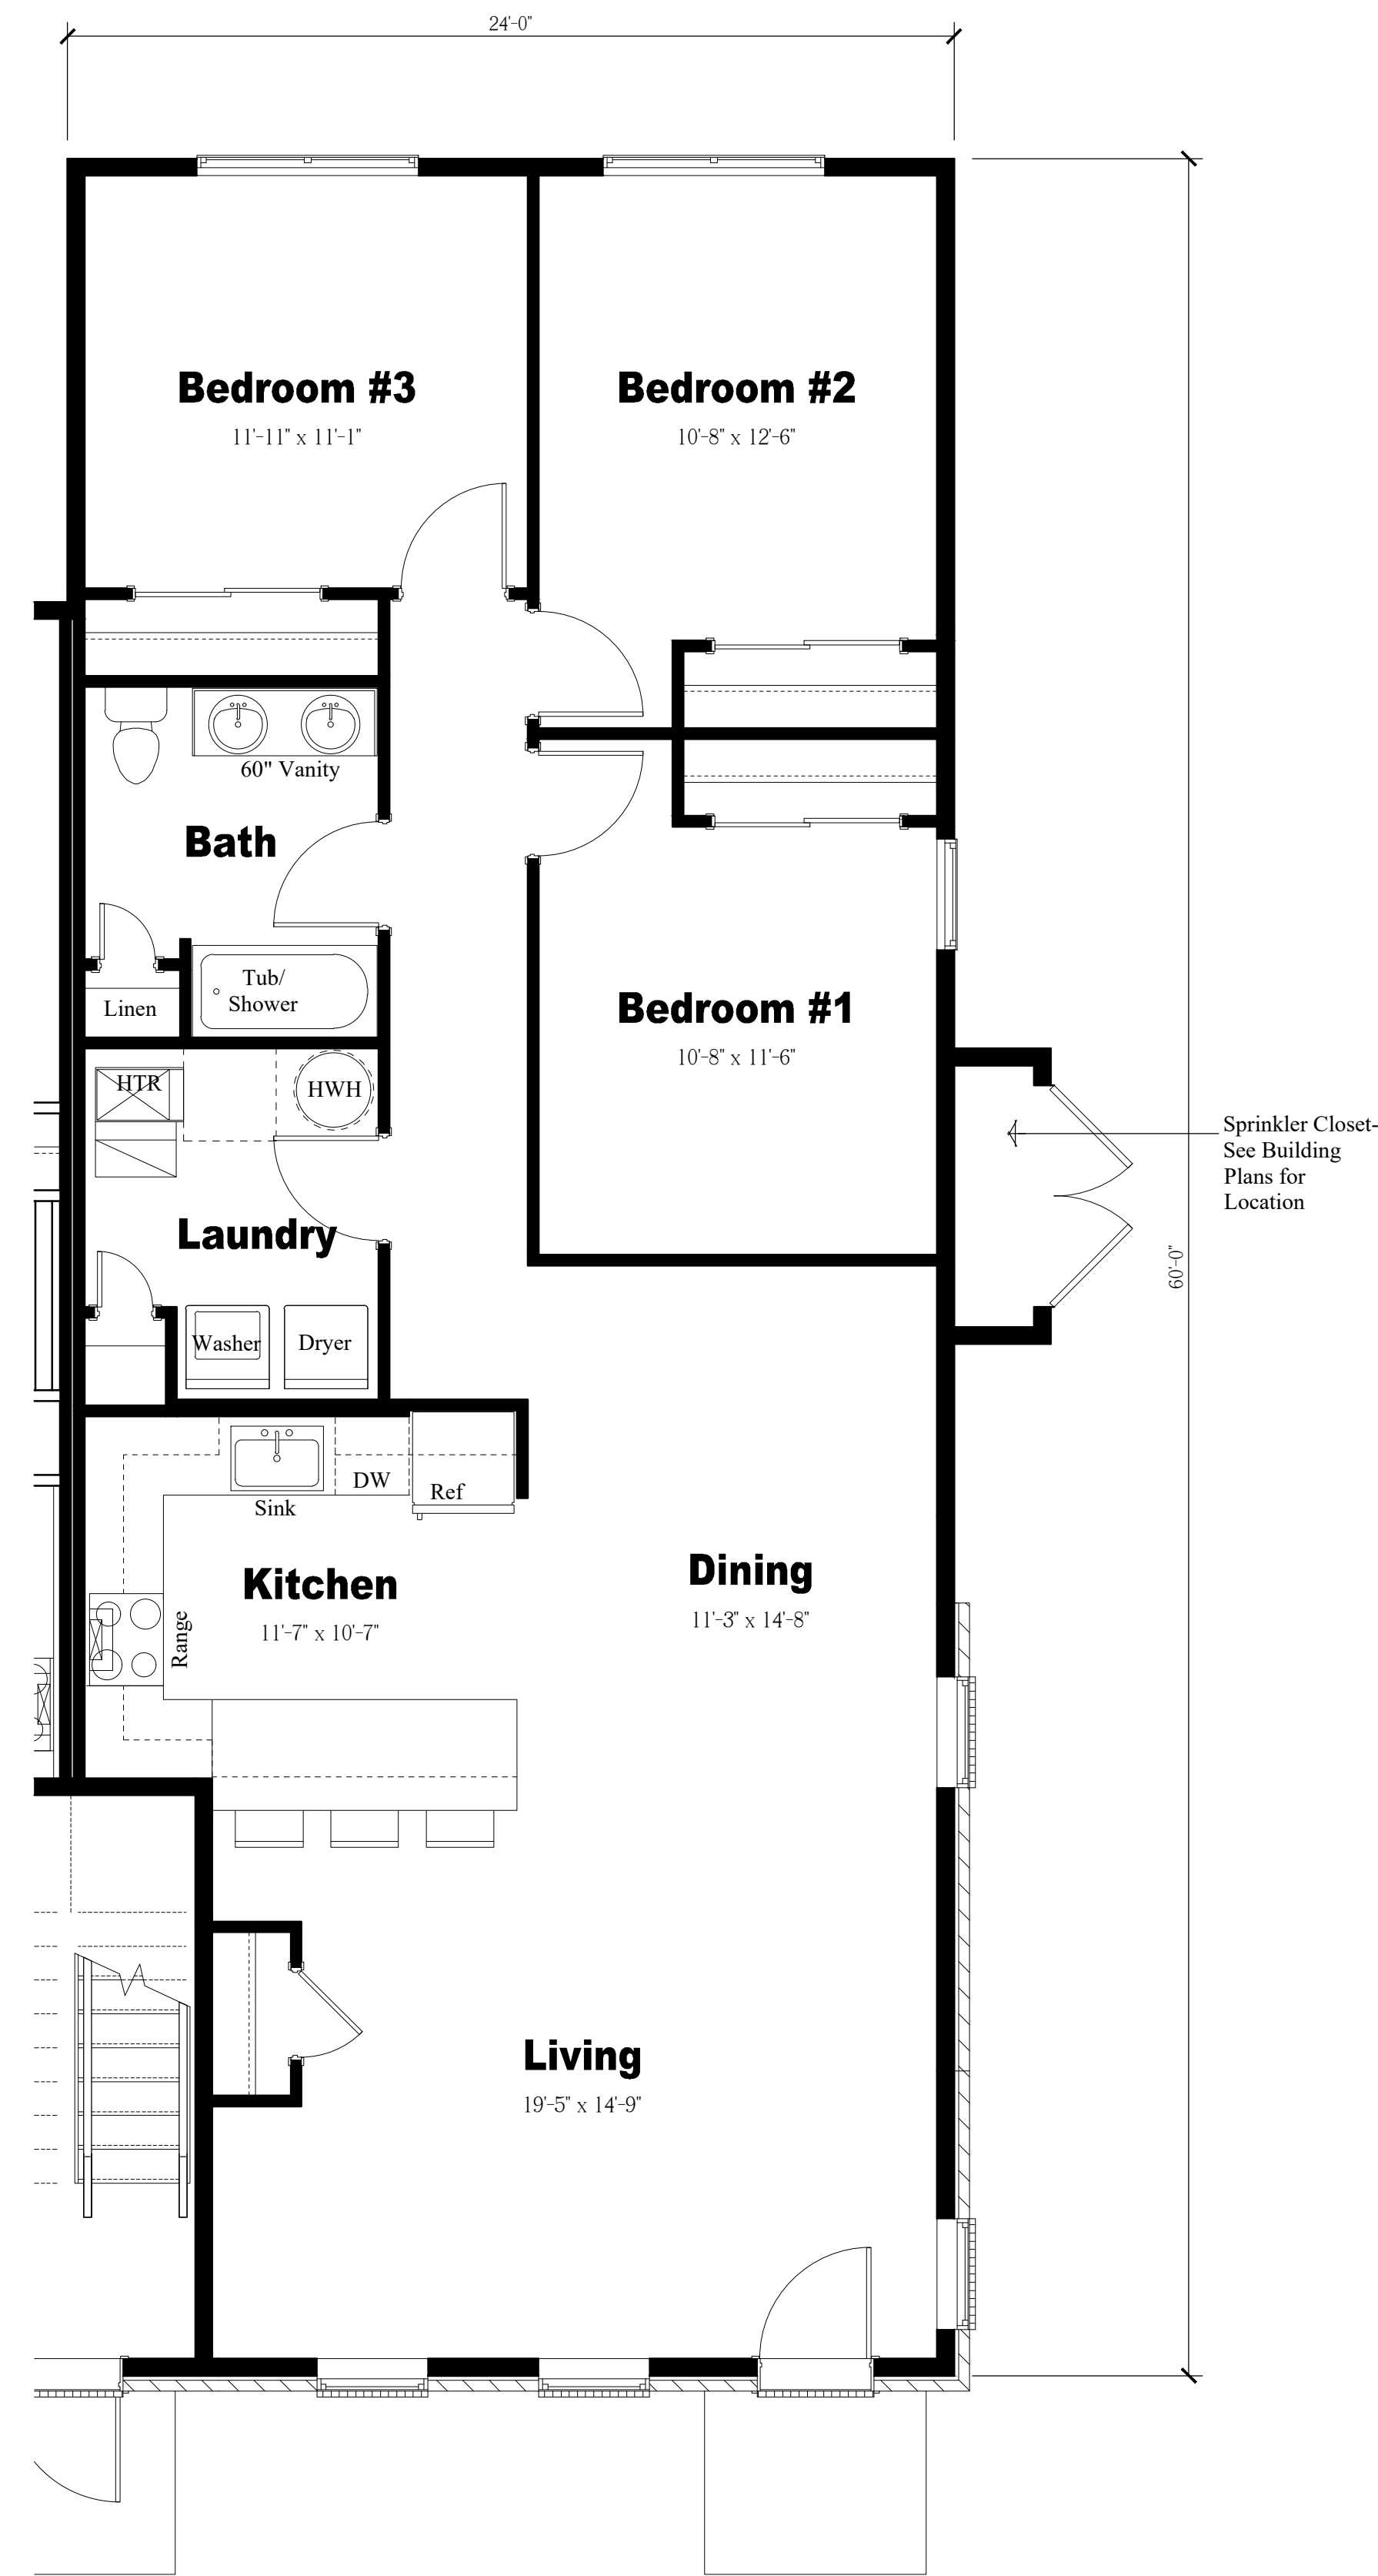 24'-0"
Bedroom #3
11'-11" x 11'-1"
Bedroom #2
10'-8" x 12'-6"
60" Vanity
Bath
Linen
Tub/
Shower
Bedroom #1
10'-8" x 11'-6"
HTR
HWH
Sprinkler Closet-
See Building
Plans for
Location
60'-0"
Laundry
Washer
Dryer
Sink
DW
Ref
Kitchen
11'-7" x 10'-7"
Range
Dining
11'-3" x 14'-8"
Living
19'-5" x 14'-9"